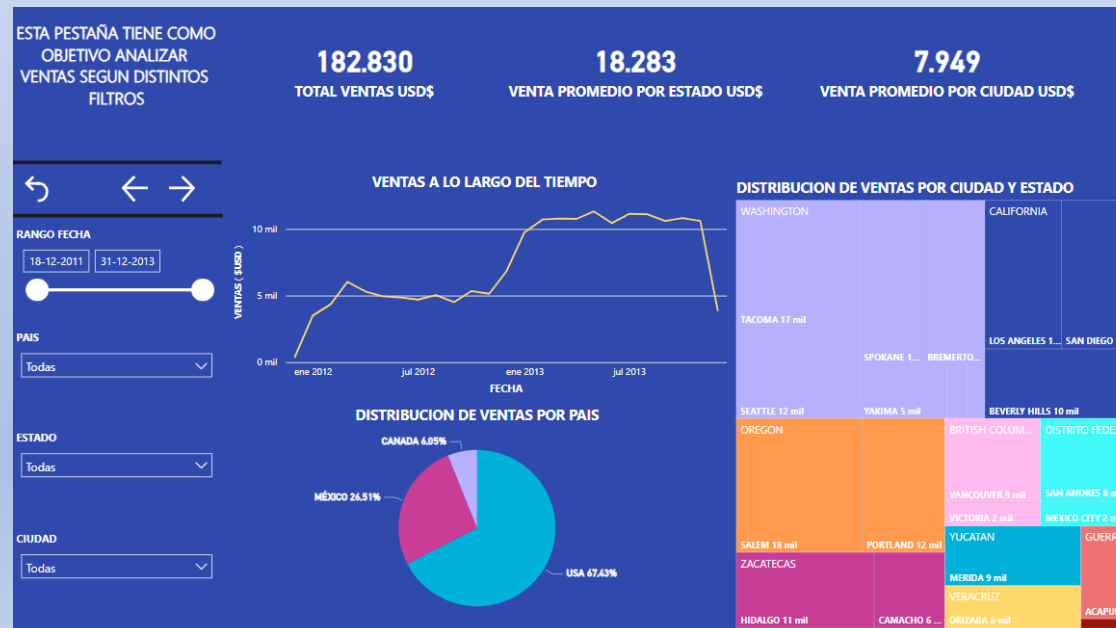 ESTA PESTAÑA TIENE COMO
OBJETIVO ANALIZAR
VENTAS SEGUN DISTINTOS
FILTROS
182.830
TOTAL VENTAS USD$
18.283
VENTA PROMEDIO POR ESTADO USD$
7.949
VENTA PROMEDIO POR CIUDAD USD$
RANGO FECHA
18-12-2011
31-12-2013
PAIS
Todas
ESTADO
Todas
CIUDAD
Todas
VENTAS A LO LARGO DEL TIEMPO
VENTAS ( $USD )
10 mil
5 mil
0 mil
ene 2012
jul 2012
ene 2013
jul 2013
FECHA
DISTRIBUCION DE VENTAS POR PAIS
CANADA 6.05%
MÉXICO 26.51%
USA 67.43%
DISTRIBUCION DE VENTAS POR CIUDAD Y ESTADO
WASHINGTON
TACOMA 17 mil
SEATTLE 12 mil
SPOKANE 1...
BREMERTO...
YAKIMA 5 mil
CALIFORNIA
LOS ANGELES 1...
SAN DIEGO
BEVERLY HILLS 10 mil
OREGON
SALEM 18 mil
PORTLAND 12 mil
BRITISH COLUM...
VANCOUVER 9 mil
VICTORIA 2 mil
DISTRITO FEDE
SAN ANDRES 8 m
MEXICO CITY 2 m
ZACATECAS
HIDALGO 11 mil
CAMACHO 6 ...
YUCATAN
MERIDA 9 mil
VERACRUZ
ORIZABA 6 mil
GUERR
ACAPU